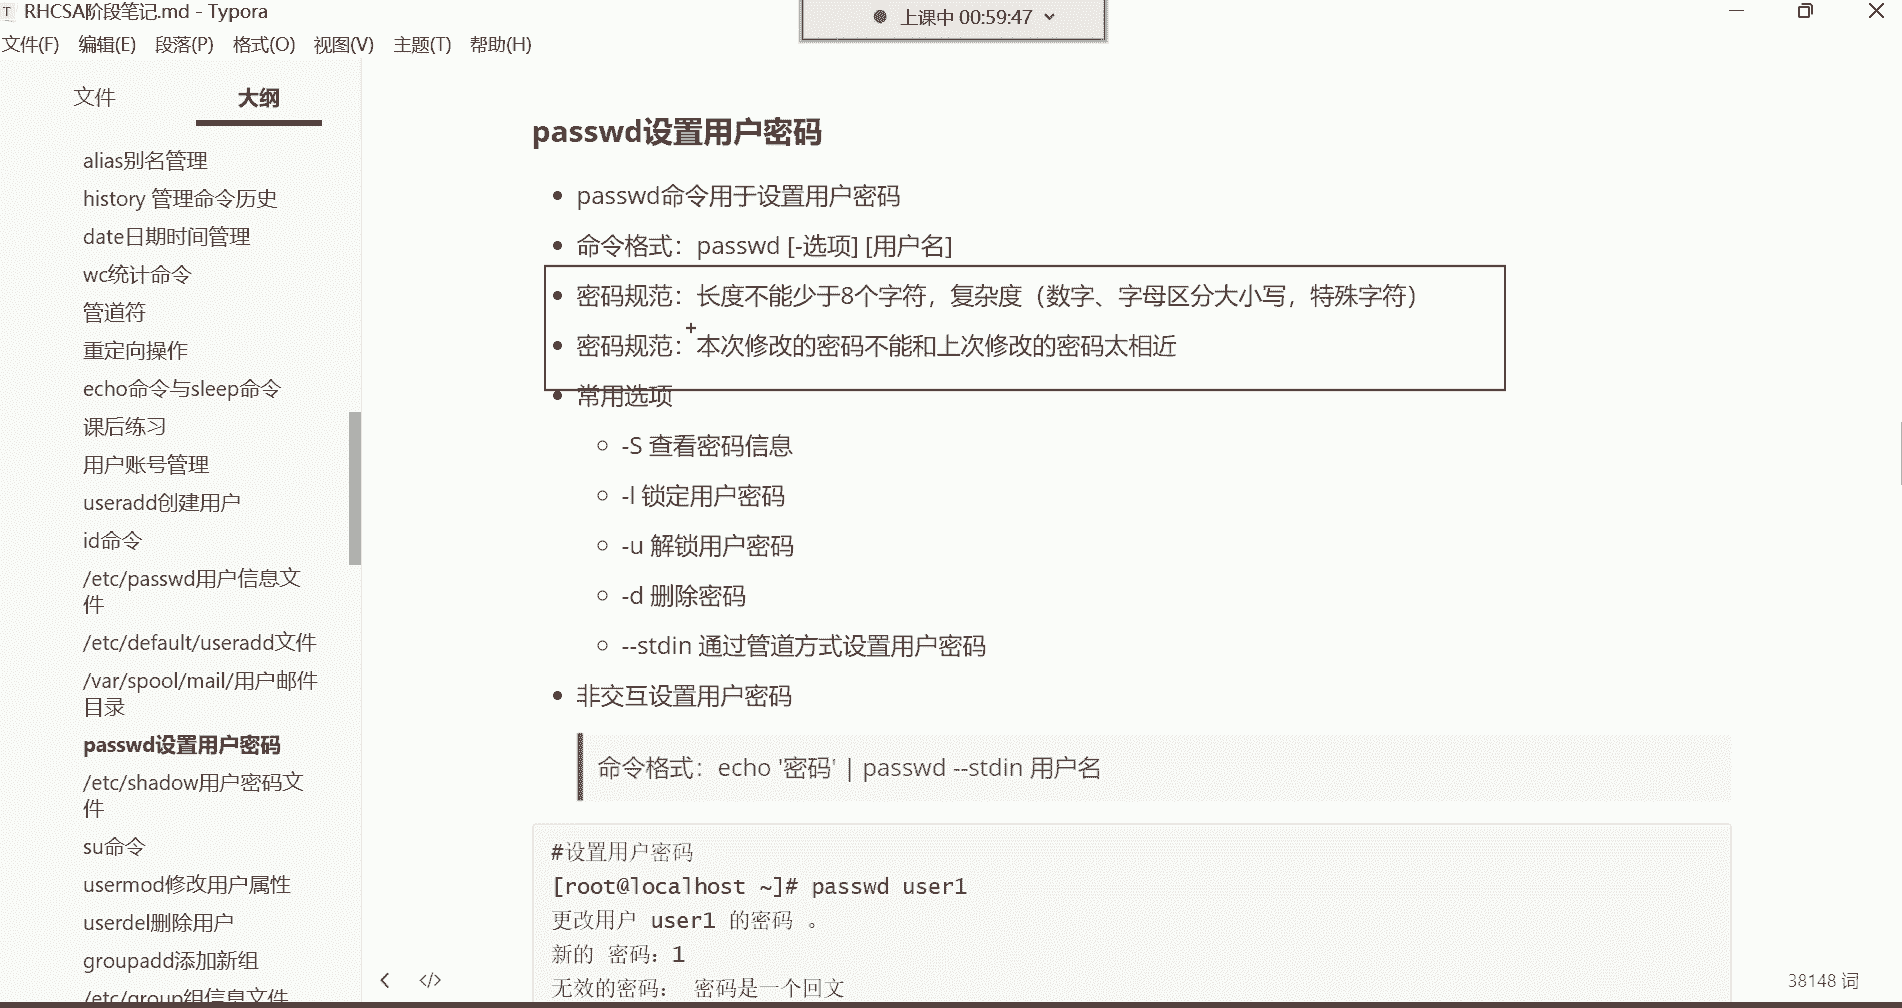 RHCSA阶段笔记.md - Typora
上课中 00:59:47
文件(F) 编辑(E) 段落(P) 格式(O) 视图(V) 主题(T) 帮助(H)
文件 大纲
alias别名管理
history 管理命令历史
date日期时间管理
wc统计命令
管道符
重定向操作
echo命令与sleep命令
课后练习
用户账号管理
useradd创建用户
id命令
/etc/passwd用户信息文
件
/etc/default/useradd文件
/var/spool/mail/用户邮件
目录
passwd设置用户密码
/etc/shadow用户密码文
件
su命令
usermod修改用户属性
userdel删除用户
groupadd添加新组
/etc/group组信息文件
passwd设置用户密码
passwd命令用于设置用户密码
命令格式：passwd [-选项] [用户名]
密码规范：长度不能少于8个字符，复杂度（数字、字母区分大小写，特殊字符）
密码规范：本次修改的密码不能和上次修改的密码太相近
常用选项
-S 查看密码信息
-l 锁定用户密码
-u 解锁用户密码
-d 删除密码
--stdin 通过管道方式设置用户密码
非交互设置用户密码
命令格式：echo '密码' | passwd --stdin 用户名
#设置用户密码
[root@localhost ~]# passwd user1
更改用户 user1 的密码 。
新的 密码：1
无效的密码： 密码是一个回文
38148 词